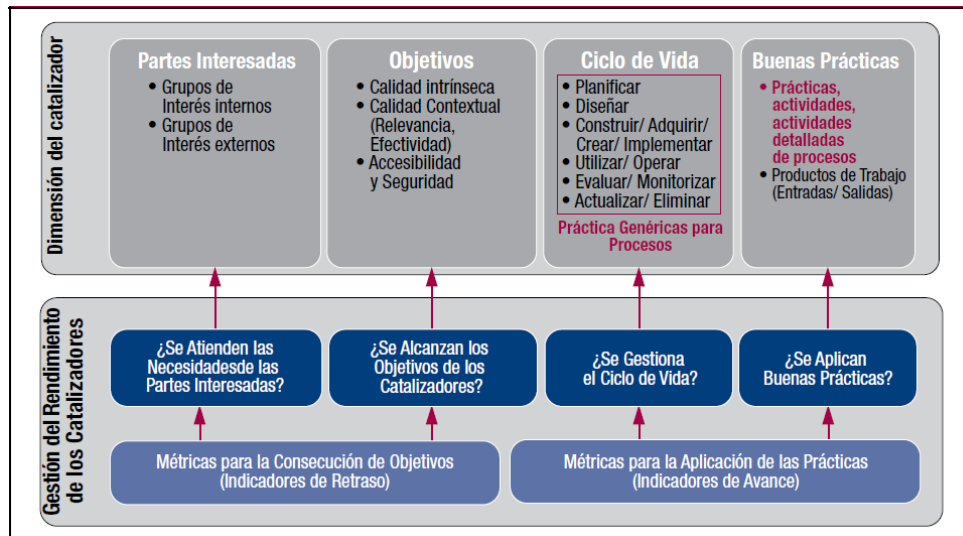 Dimensión del catalizador
Partes Interesadas
• Grupos de
Interés internos
• Grupos de
Interés externos
Objetivos
• Calidad intrínseca
• Calidad Contextual
(Relevancia,
Efectividad)
• Accesibilidad
y Seguridad
Ciclo de Vida
• Planificar
• Diseñar
• Construir/ Adquirir/
Crear/ Implementar
• Utilizar/ Operar
• Evaluar/ Monitorizar
• Actualizar/ Eliminar
Práctica Genéricas para
Procesos
Buenas Prácticas
• Prácticas,
actividades,
actividades
detalladas
de procesos
• Productos de Trabajo
(Entradas/ Salidas)
Gestión del Rendimiento
de los Catalizadores
¿Se Atienden las
Necesidadesde las
Partes Interesadas?
¿Se Alcanzan los
Objetivos de los
Catalizadores?
¿Se Gestiona
el Ciclo de Vida?
¿Se Aplican
Buenas Prácticas?
Métricas para la Consecución de Objetivos
(Indicadores de Retraso)
Métricas para la Aplicación de las Prácticas
(Indicadores de Avance)